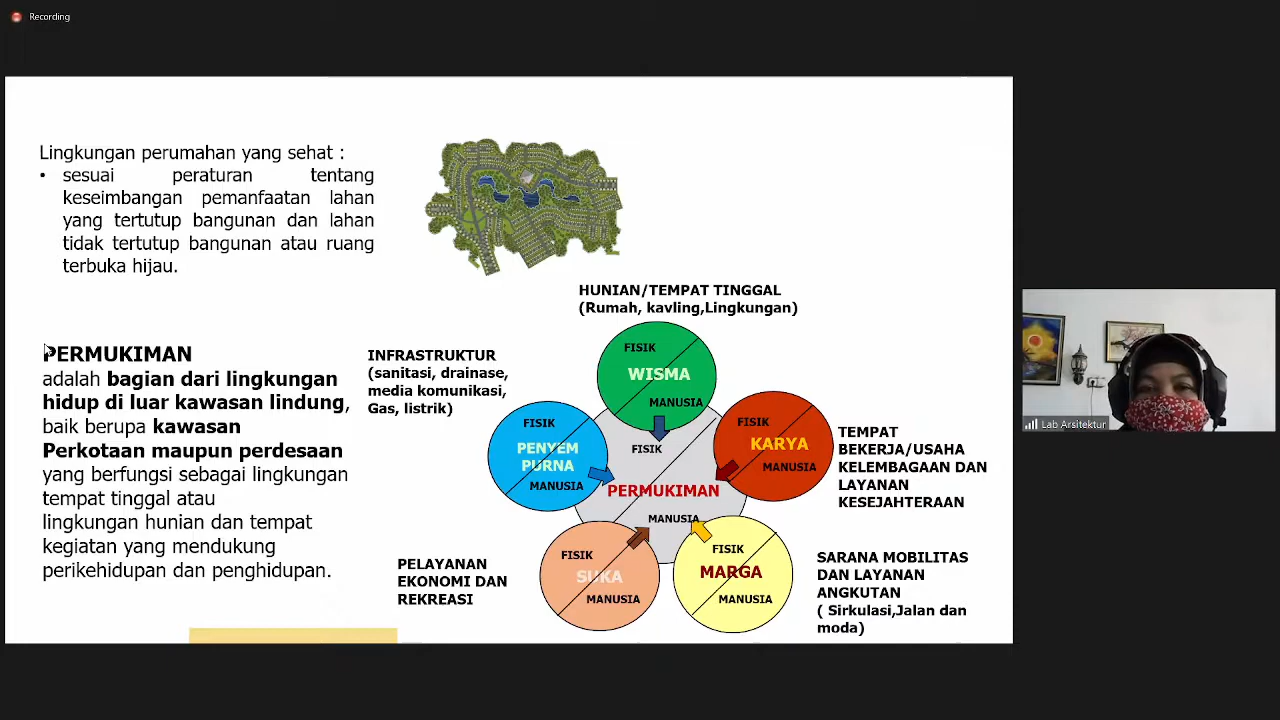 Recording
Lingkungan perumahan yang sehat :
• sesuai peraturan tentang
keseimbangan pemanfaatan lahan
yang tertutup bangunan dan lahan
tidak tertutup bangunan atau ruang
terbuka hijau.
PERMUKIMAN
adalah bagian dari lingkungan
hidup di luar kawasan lindung,
baik berupa kawasan
Perkotaan maupun perdesaan
yang berfungsi sebagai lingkungan
tempat tinggal atau
lingkungan hunian dan tempat
kegiatan yang mendukung
perikehidupan dan penghidupan.
HUNIAN/TEMPAT TINGGAL
(Rumah, kavling,Lingkungan)
FISIK
WISMA
MANUSIA
INFRASTRUKTUR
(sanitasi, drainase,
media komunikasi,
Gas, listrik)
FISIK
PENYEM
PURNA
MANUSIA
FISIK
PERMUKIMAN
MANUSIA
FISIK
KARYA
MANUSIA
TEMPAT
BEKERJA/USAHA
KELEMBAGAAN DAN
LAYANAN
KESEJAHTERAAN
PELAYANAN
EKONOMI DAN
REKREASI
FISIK
SUKA
MANUSIA
FISIK
MARGA
MANUSIA
SARANA MOBILITAS
DAN LAYANAN
ANGKUTAN
( Sirkulasi,Jalan dan
moda)
Lab Arsitektur